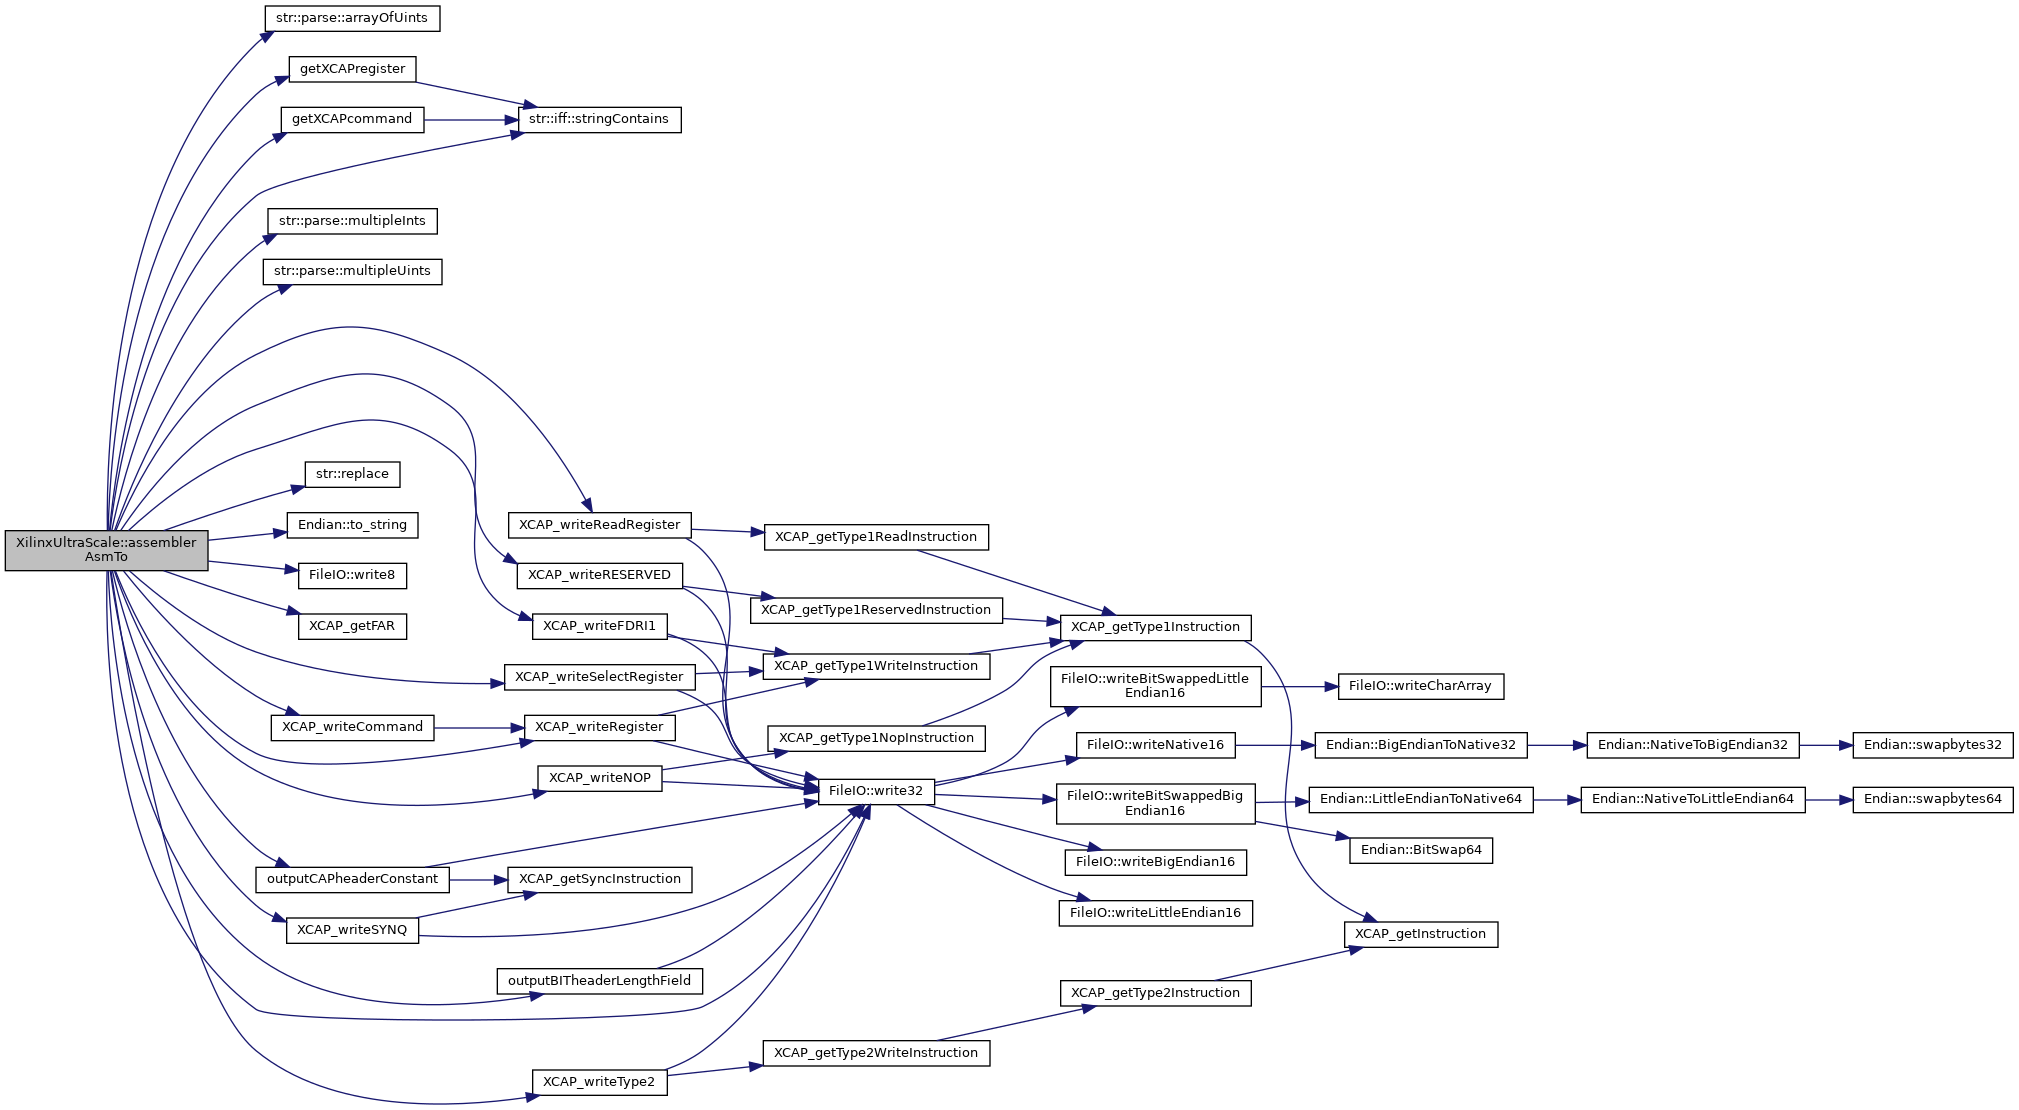 str::parse::arrayOfUints
getXCAPregister
getXCAPcommand
str::iff::stringContains
str::parse::multipleInts
str::parse::multipleUints
str::replace
Endian::to_string
XilinxUltraScale::assembler
AsmTo
FileIO::write8
XCAP_getFAR
XCAP_writeReadRegister
XCAP_getType1ReadInstruction
XCAP_writeRESERVED
XCAP_getType1ReservedInstruction
XCAP_writeFDRI1
XCAP_getType1Instruction
XCAP_writeSelectRegister
XCAP_getType1WriteInstruction
FileIO::writeBitSwappedLittle
Endian16
FileIO::writeCharArray
XCAP_writeCommand
XCAP_writeRegister
XCAP_getType1NopInstruction
FileIO::writeNative16
Endian::BigEndianToNative32
Endian::NativeToBigEndian32
Endian::swapbytes32
XCAP_writeNOP
FileIO::write32
FileIO::writeBitSwappedBig
Endian16
Endian::LittleEndianToNative64
Endian::NativeToLittleEndian64
Endian::swapbytes64
Endian::BitSwap64
FileIO::writeBigEndian16
outputCAPheaderConstant
XCAP_getSyncInstruction
FileIO::writeLittleEndian16
XCAP_writeSYNQ
XCAP_getInstruction
outputBITheaderLengthField
XCAP_getType2Instruction
XCAP_getType2WriteInstruction
XCAP_writeType2